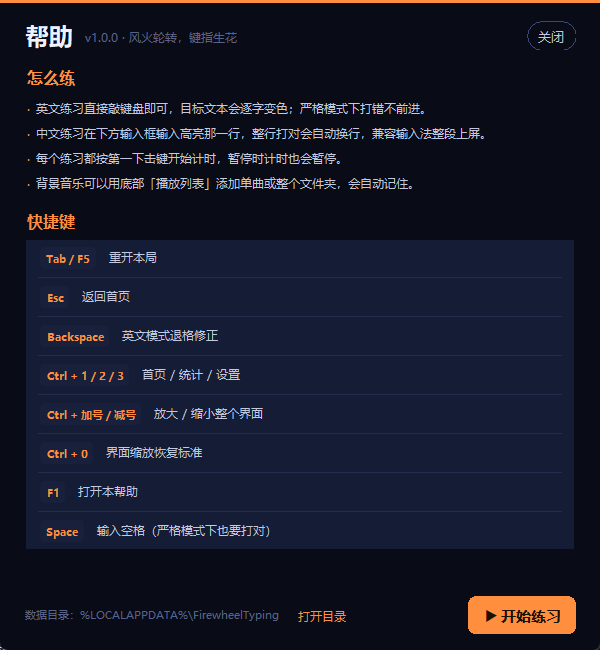 帮助 v1.0.0 · 风火轮转，键指生花 关闭
怎么练
· 英文练习直接敲键盘即可，目标文本会逐字变色；严格模式下打错不前进。
· 中文练习在下方输入框输入高亮那一行，整行打对会自动换行，兼容输入法整段上屏。
· 每个练习都按第一下击键开始计时，暂停时计时也会暂停。
· 背景音乐可以用底部「播放列表」添加单曲或整个文件夹，会自动记住。
快捷键
Tab / F5 重开本局
Esc 返回首页
Backspace 英文模式退格修正
Ctrl + 1 / 2 / 3 首页 / 统计 / 设置
Ctrl + 加号 / 减号 放大 / 缩小整个界面
Ctrl + 0 界面缩放恢复标准
F1 打开本帮助
Space 输入空格（严格模式下也要打对）
数据目录：%LOCALAPPDATA%\FirewheelTyping 打开目录 ▶ 开始练习